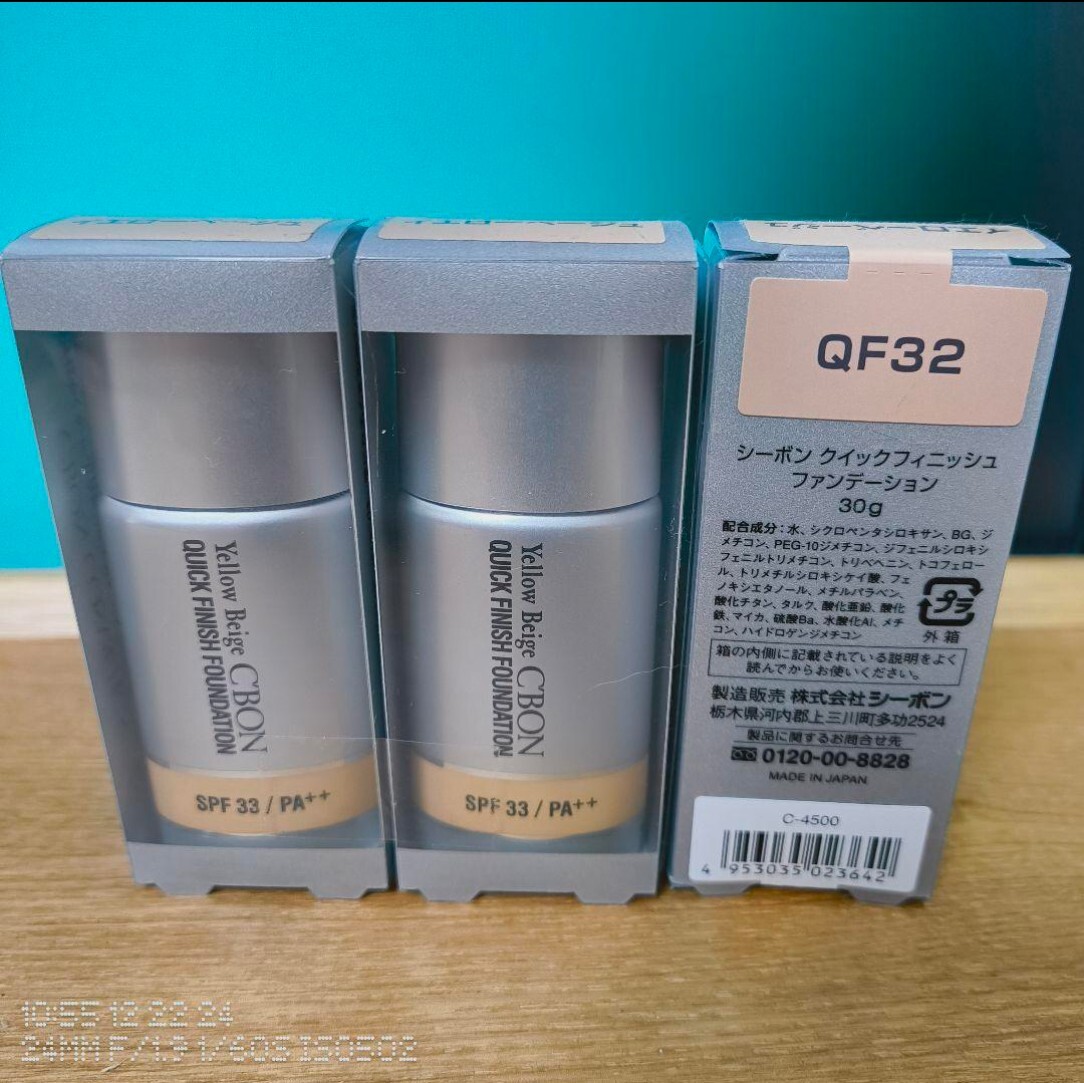 イエローベージュ
Yellow Beige CBON
QUICK FINISH FOUNDATION
SPF 33 / PA++
Yellow Beige CBON
QUICK FINISH FOUNDATION
SPF 33 / PA++
QF32
シーボン クイックフィニッシュ
ファンデーション
30g
配合成分：水、シクロペンタシロキサン、BG、ジ
メチコン、PEG-10ジメチコン、ジフェニルシロキシ
フェニルトリメチコン、トリベヘニン、トコフェロー
ル、トリメチルシロキシケイ酸、フェ
ノキシエタノール、メチルパラベン、
酸化チタン、タルク、酸化亜鉛、酸化
鉄、マイカ、硫酸Ba、水酸化Al、メチ
コン、ハイドロゲンジメチコン
プラ
外箱
箱の内側に記載されている説明をよく
読んでからお使いください。
製造販売 株式会社シーボン
栃木県河内郡上三川町多功2524
製品に関するお問合せ先
0120-00-8828
MADE IN JAPAN
C-4500
4 953035 023642
10:55 12 22 24